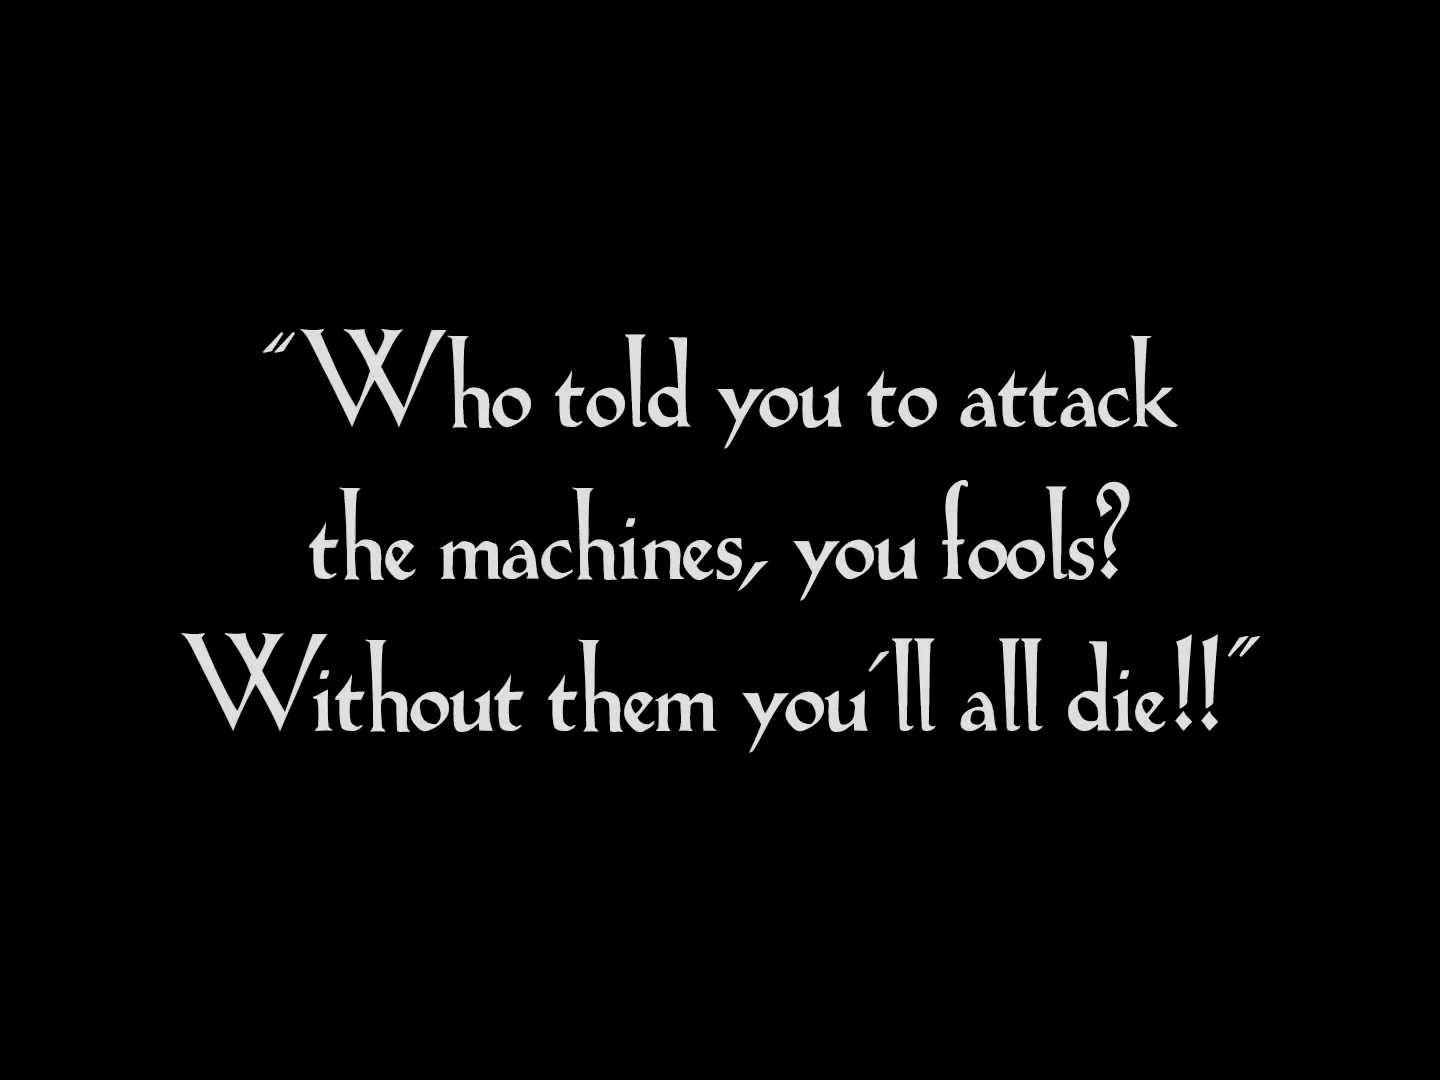 "Who told you to attack
the machines, you fools?
Without them you´ll all die!!"